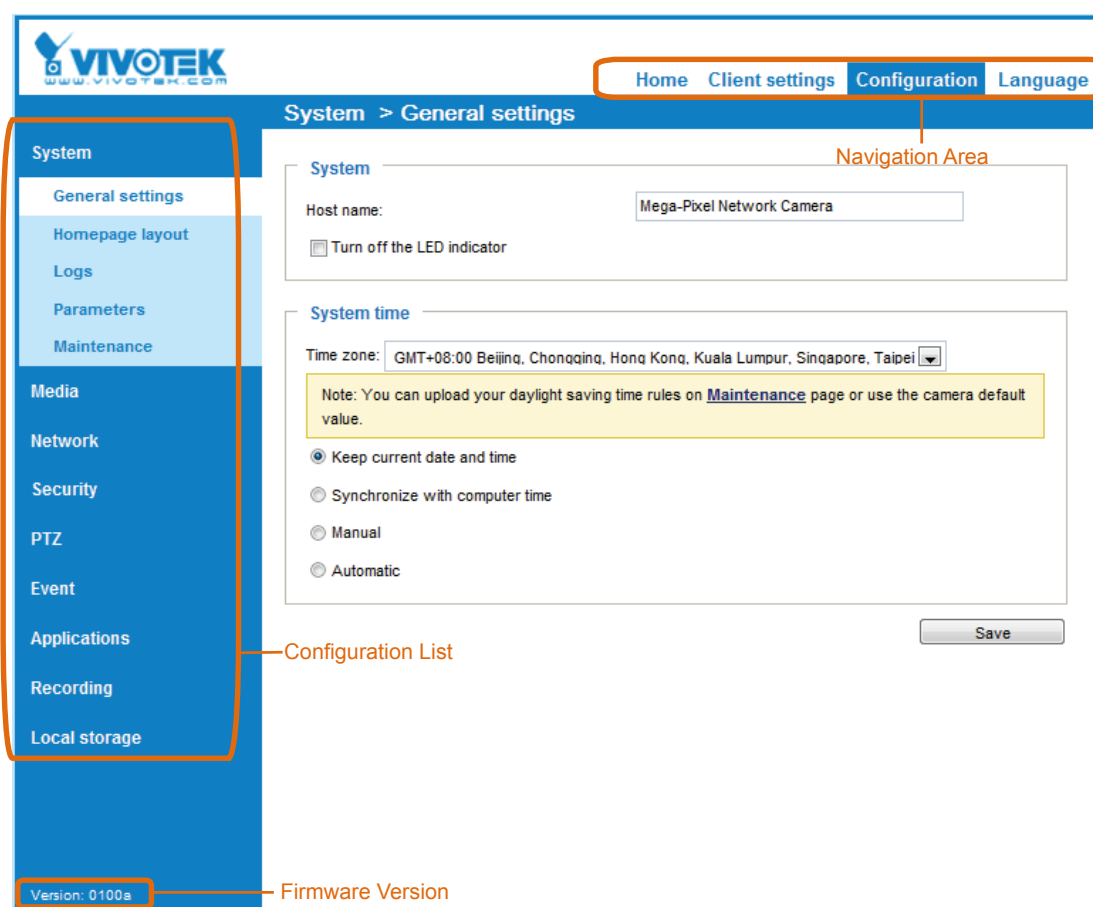 VIVOTEK
www.vivotek.com
Home Client settings Configuration Language
System > General settings
Navigation Area
System
General settings
Homepage layout
Logs
Parameters
Maintenance
Media
Network
Security
PTZ
Event
Applications
Recording
Local storage
Configuration List
Version: 0100a
Firmware Version
System
Host name: Mega-Pixel Network Camera
Turn off the LED indicator
System time
Time zone: GMT+08:00 Beijing, Chongqing, Hong Kong, Kuala Lumpur, Singapore, Taipei
Note: You can upload your daylight saving time rules on Maintenance page or use the camera default
value.
Keep current date and time
Synchronize with computer time
Manual
Automatic
Save